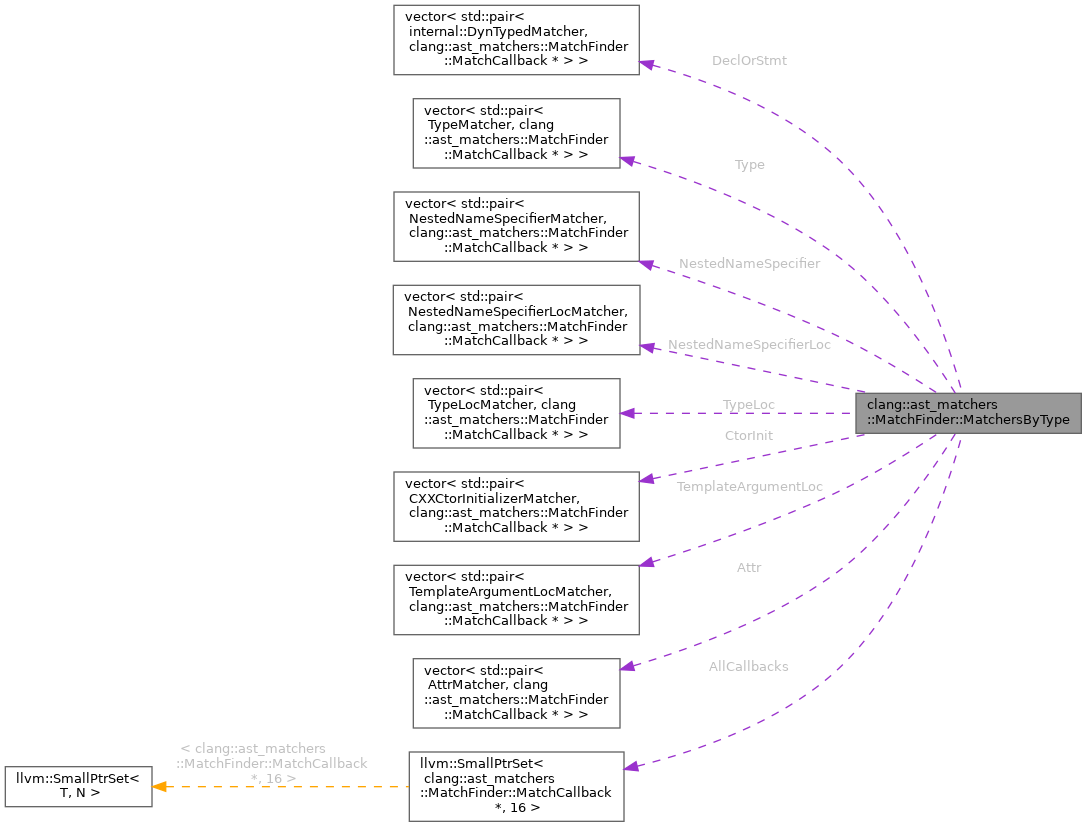 vector< std::pair<
internal::DynTypedMatcher,
clang::ast_matchers::MatchFinder
::MatchCallback * > >
DeclOrStmt
vector< std::pair<
TypeMatcher, clang
::ast_matchers::MatchFinder
::MatchCallback * > >
Type
vector< std::pair<
NestedNameSpecifierMatcher,
clang::ast_matchers::MatchFinder
::MatchCallback * > >
NestedNameSpecifier
vector< std::pair<
NestedNameSpecifierLocMatcher,
clang::ast_matchers::MatchFinder
::MatchCallback * > >
NestedNameSpecifierLoc
vector< std::pair<
TypeLocMatcher, clang
::ast_matchers::MatchFinder
::MatchCallback * > >
TypeLoc
clang::ast_matchers
::MatchFinder::MatchersByType
CtorInit
vector< std::pair<
CXXCtorInitializerMatcher,
clang::ast_matchers::MatchFinder
::MatchCallback * > >
TemplateArgumentLoc
vector< std::pair<
TemplateArgumentLocMatcher,
clang::ast_matchers::MatchFinder
::MatchCallback * > >
Attr
vector< std::pair<
AttrMatcher, clang
::ast_matchers::MatchFinder
::MatchCallback * > >
AllCallbacks
llvm::SmallPtrSet<
clang::ast_matchers
::MatchFinder::MatchCallback
*, 16 >
< clang::ast_matchers
::MatchFinder::MatchCallback
*, 16 >
llvm::SmallPtrSet<
T, N >